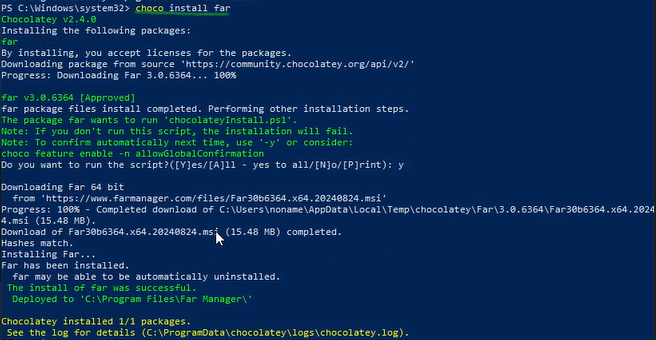 PS C:\Windows\system32> choco install far
Chocolatey v2.4.0
Installing the following packages:
far
By installing, you accept licenses for the packages.
Downloading package from source 'https://community.chocolatey.org/api/v2/'
Progress: Downloading Far 3.0.6364... 100%
far v3.0.6364 [Approved]
far package files install completed. Performing other installation steps.
The package far wants to run 'chocolateyInstall.ps1'.
Note: If you don't run this script, the installation will fail.
Note: To confirm automatically next time, use '-y' or consider:
choco feature enable -n allowGlobalConfirmation
Do you want to run the script?([Y]es/[A]ll - yes to all/[N]o/[P]rint): y
Downloading Far 64 bit
from 'https://www.farmanager.com/files/Far30b6364.x64.20240824.msi'
Progress: 100% - Completed download of C:\Users\noname\AppData\Local\Temp\chocolatey\Far\3.0.6364\Far30b6364.x64.2024
4.msi (15.48 MB).
Download of Far30b6364.x64.20240824.msi (15.48 MB) completed.
Hashes match.
Installing Far...
Far has been installed.
far may be able to be automatically uninstalled.
The install of far was successful.
Deployed to 'C:\Program Files\Far Manager\'
Chocolatey installed 1/1 packages.
See the log for details (C:\ProgramData\chocolatey\logs\chocolatey.log).